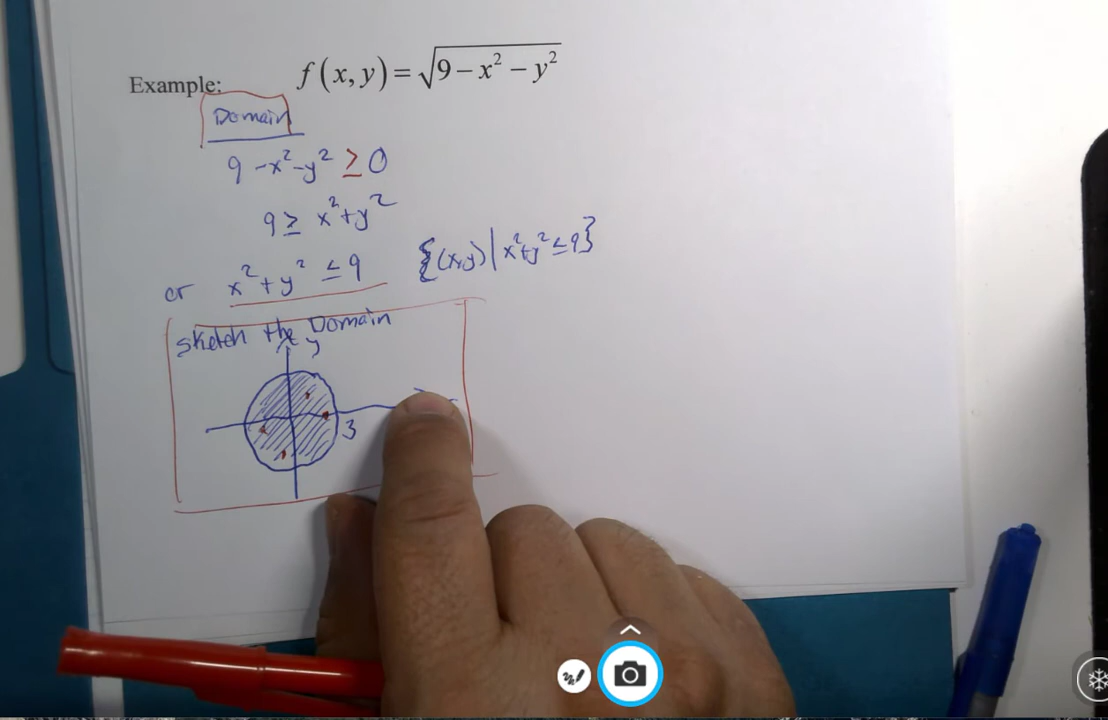 Example: f(x, y) = √(9 − x² − y²)
Domain
9 − x² − y² ≥ 0
9 ≥ x² + y²
or x² + y² ≤ 9 {(x,y) | x² + y² ≤ 9}
sketch the Domain
y
3